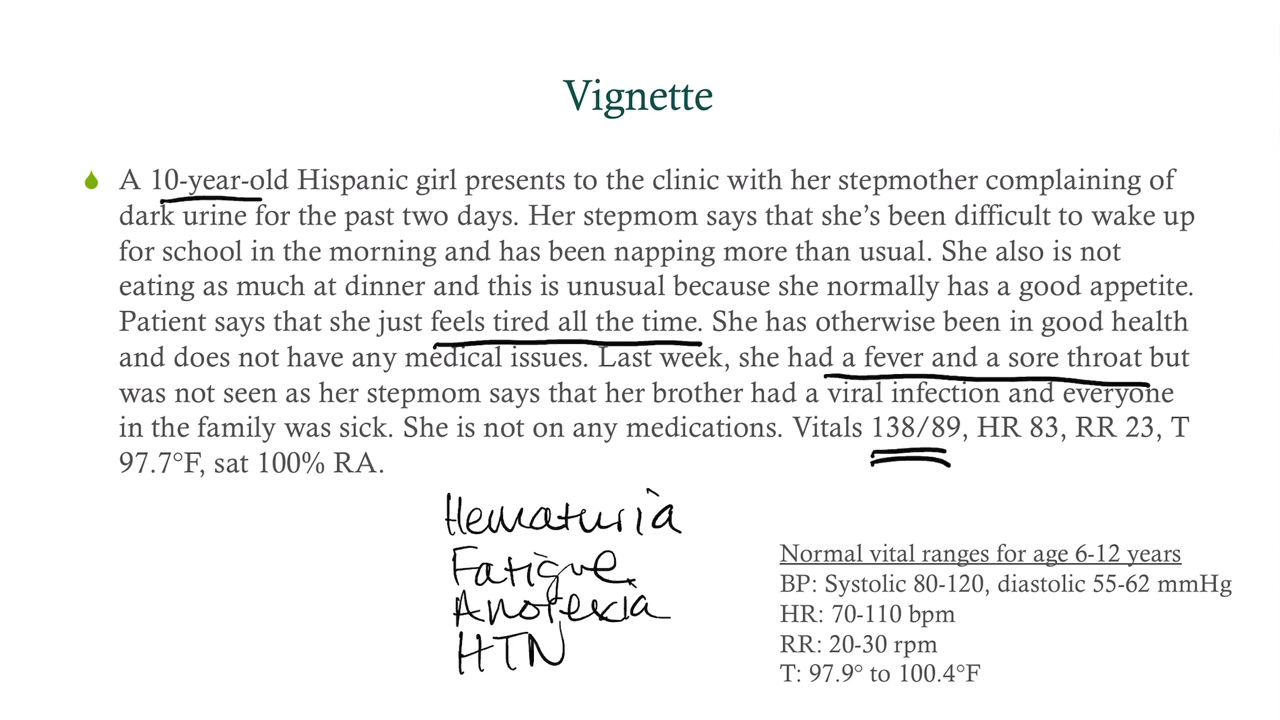 Vignette
A 10-year-old Hispanic girl presents to the clinic with her stepmother complaining of
dark urine for the past two days. Her stepmom says that she’s been difficult to wake up
for school in the morning and has been napping more than usual. She also is not
eating as much at dinner and this is unusual because she normally has a good appetite.
Patient says that she just feels tired all the time. She has otherwise been in good health
and does not have any medical issues. Last week, she had a fever and a sore throat but
was not seen as her stepmom says that her brother had a viral infection and everyone
in the family was sick. She is not on any medications. Vitals 138/89, HR 83, RR 23, T
97.7°F, sat 100% RA.
Hematuria
Fatigue
Anorexia
HTN
Normal vital ranges for age 6-12 years
BP: Systolic 80-120, diastolic 55-62 mmHg
HR: 70-110 bpm
RR: 20-30 rpm
T: 97.9° to 100.4°F